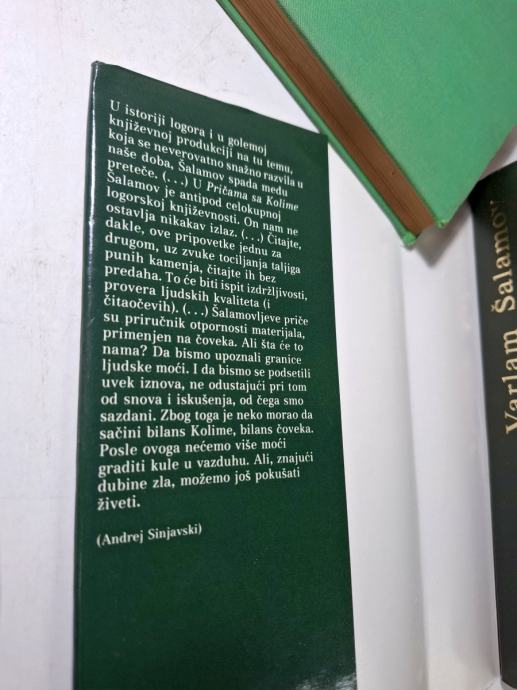 U istoriji logora i u golemoj
književnoj produkciji na tu temu,
koja se neverovatno snažno razvila u
naše doba, Šalamov spada među
preteče. (...) U Pričama sa Kolime
Šalamov je antipod celokupnoj
logorskoj književnosti. On nam ne
ostavlja nikakav izlaz. (...) Čitajte,
dakle, ove pripovetke jednu za
drugom, uz zvuke tociljanja taljiga
punih kamenja, čitajte ih bez
predaha. To će biti ispit izdržljivosti,
provera ljudskih kvaliteta (i
čitaočevih). (...) Šalamovljeve priče
su priručnik otpornosti materijala,
primenjen na čoveka. Ali šta će to
nama? Da bismo upoznali granice
ljudske moći. I da bismo se podsetili
uvek iznova, ne odustajući pri tom
od snova i iskušenja, od čega smo
sazdani. Zbog toga je neko morao da
sačini bilans Kolime, bilans čoveka.
Posle ovoga nećemo više moći
graditi kule u vazduhu. Ali, znajući
dubine zla, možemo još pokušati
živeti.
(Andrej Sinjavski)
Varlam Šalamov